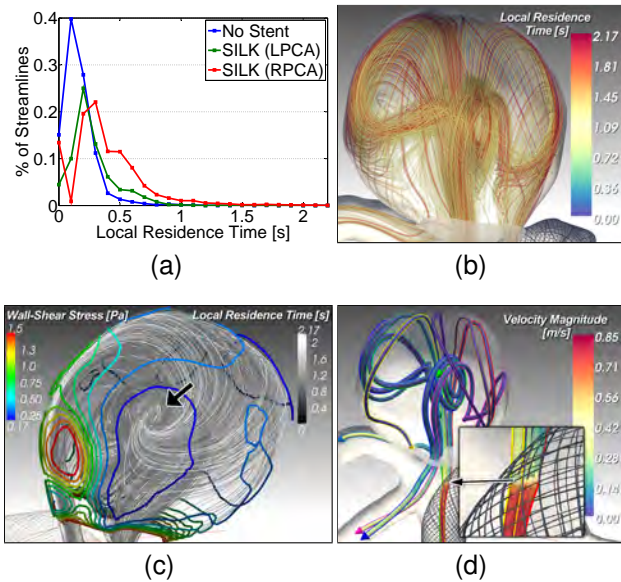 0.4
0.3
0.2
0.1
0
% of Streamlines
No Stent
SILK (LPCA)
SILK (RPCA)
0 0.5 1 1.5 2
Local Residence Time [s]
(a)
Local Residence
Time [s]
2.17
1.81
1.45
1.09
0.72
0.36
0.00
(b)
Wall-Shear Stress [Pa]
1.5
1.3
1.0
0.75
0.50
0.25
0.17
Local Residence Time [s]
2.17
2.0
1.6
1.2
0.8
0.4
0
(c)
Velocity Magnitude
[m/s]
0.85
0.71
0.57
0.43
0.28
0.14
0.00
(d)